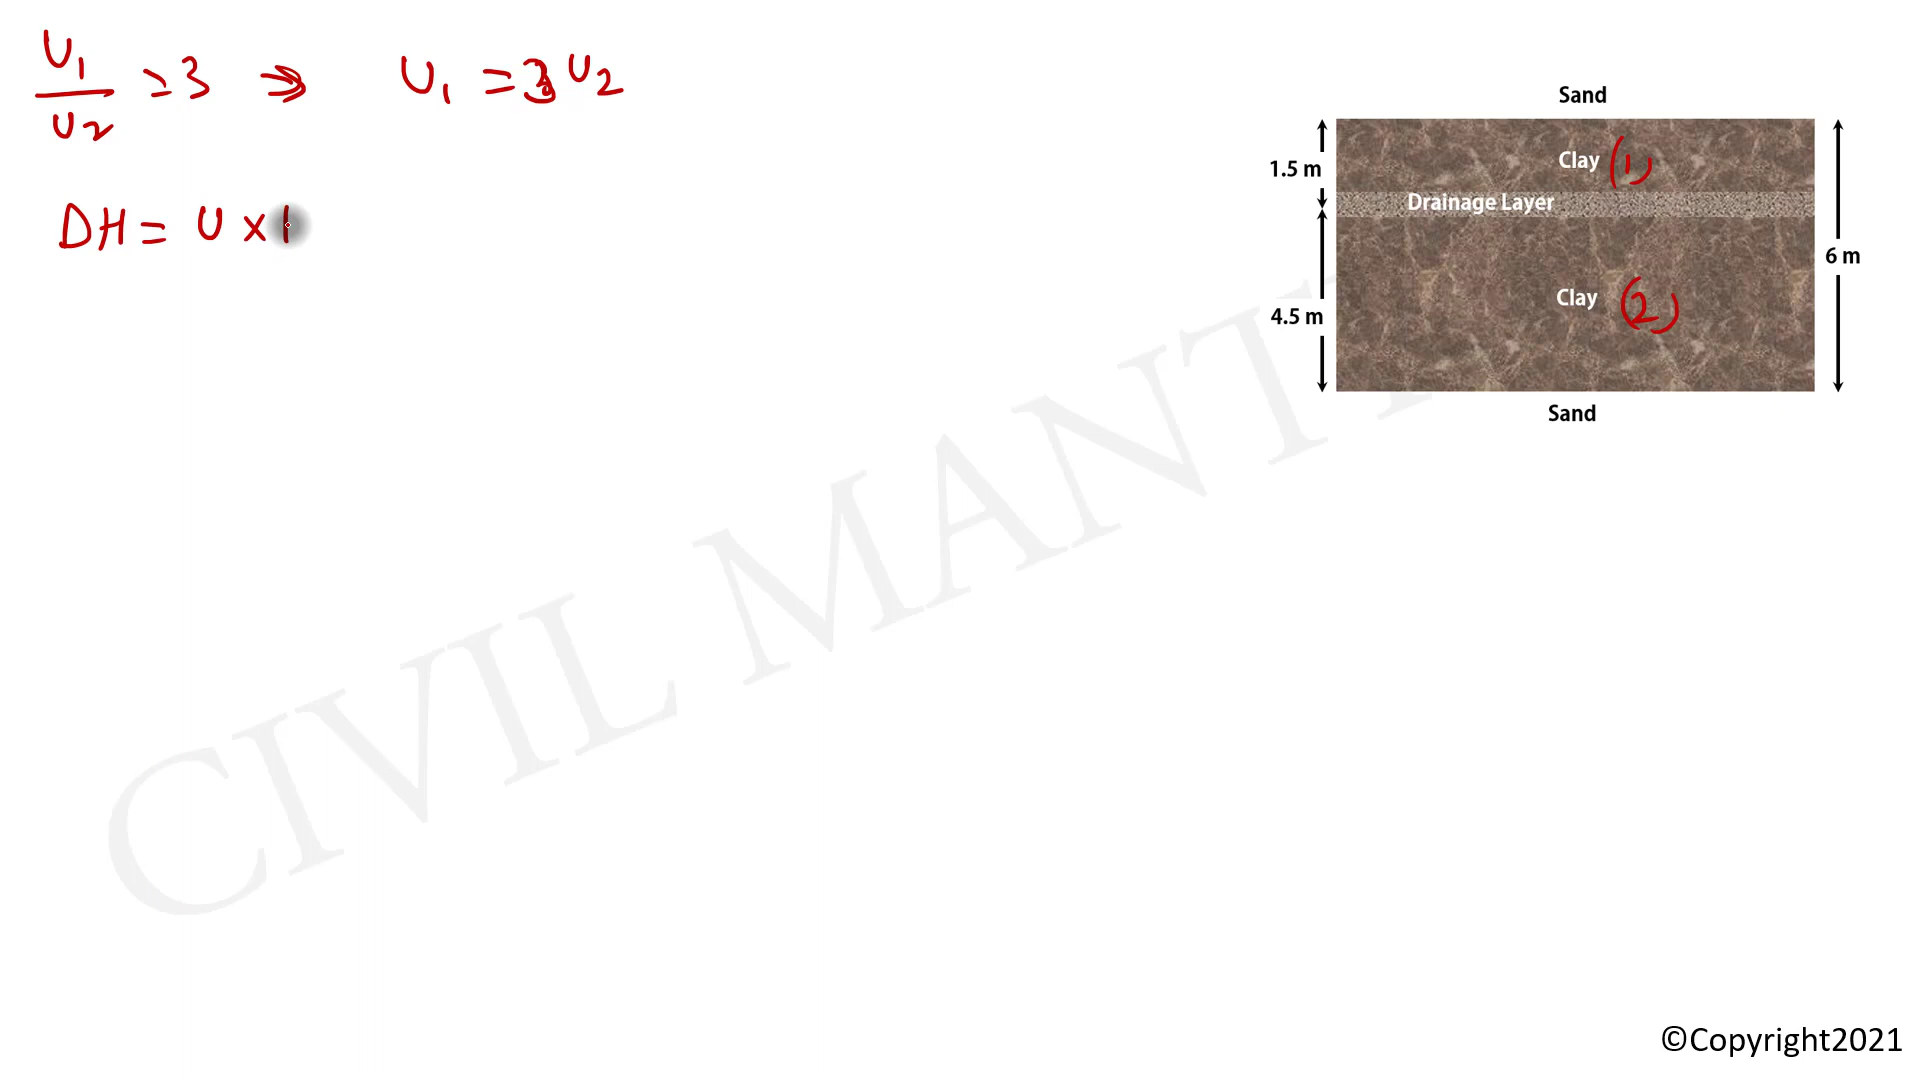 U₁/U₂ = 3 ⇒ U₁ = 3U₂
DH = U × 1
Sand
1.5 m
Clay (1)
Drainage Layer
6 m
Clay (2)
4.5 m
Sand
CIVIL MANT
©Copyright2021